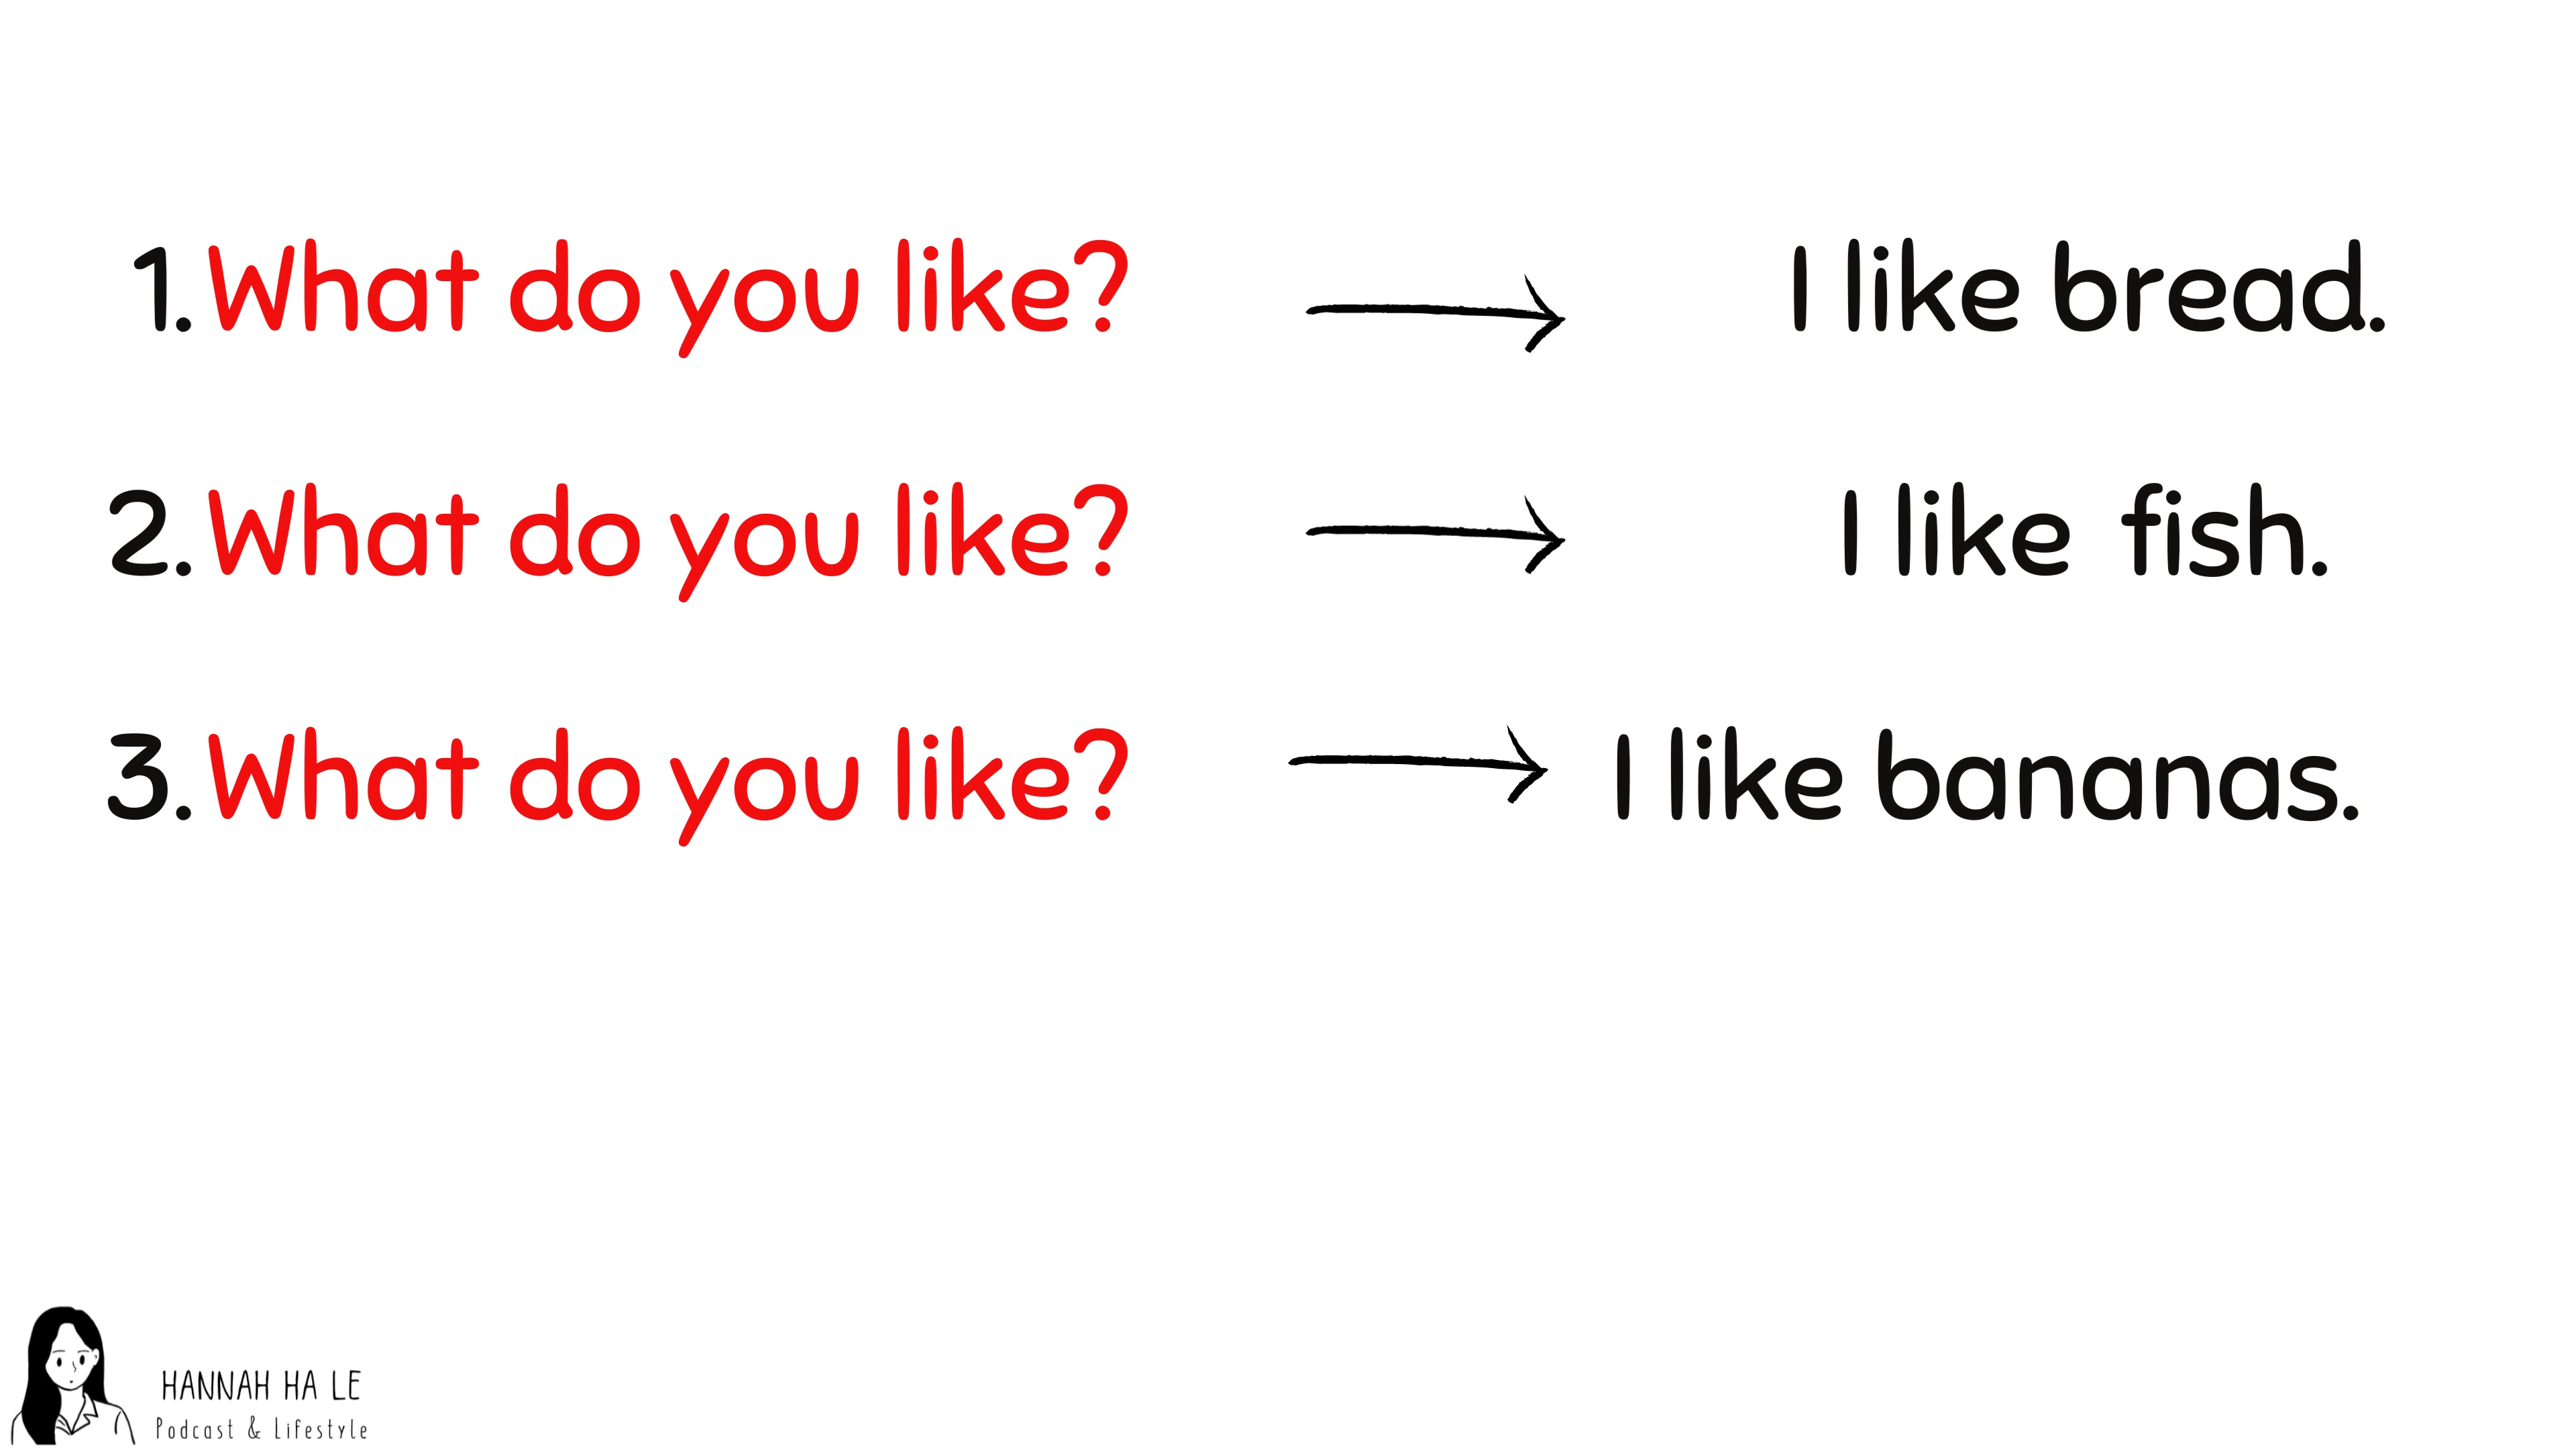 1. What do you like? → I like bread.
2. What do you like? → I like fish.
3. What do you like? → I like bananas.
HANNAH HA LE
Podcast & Lifestyle